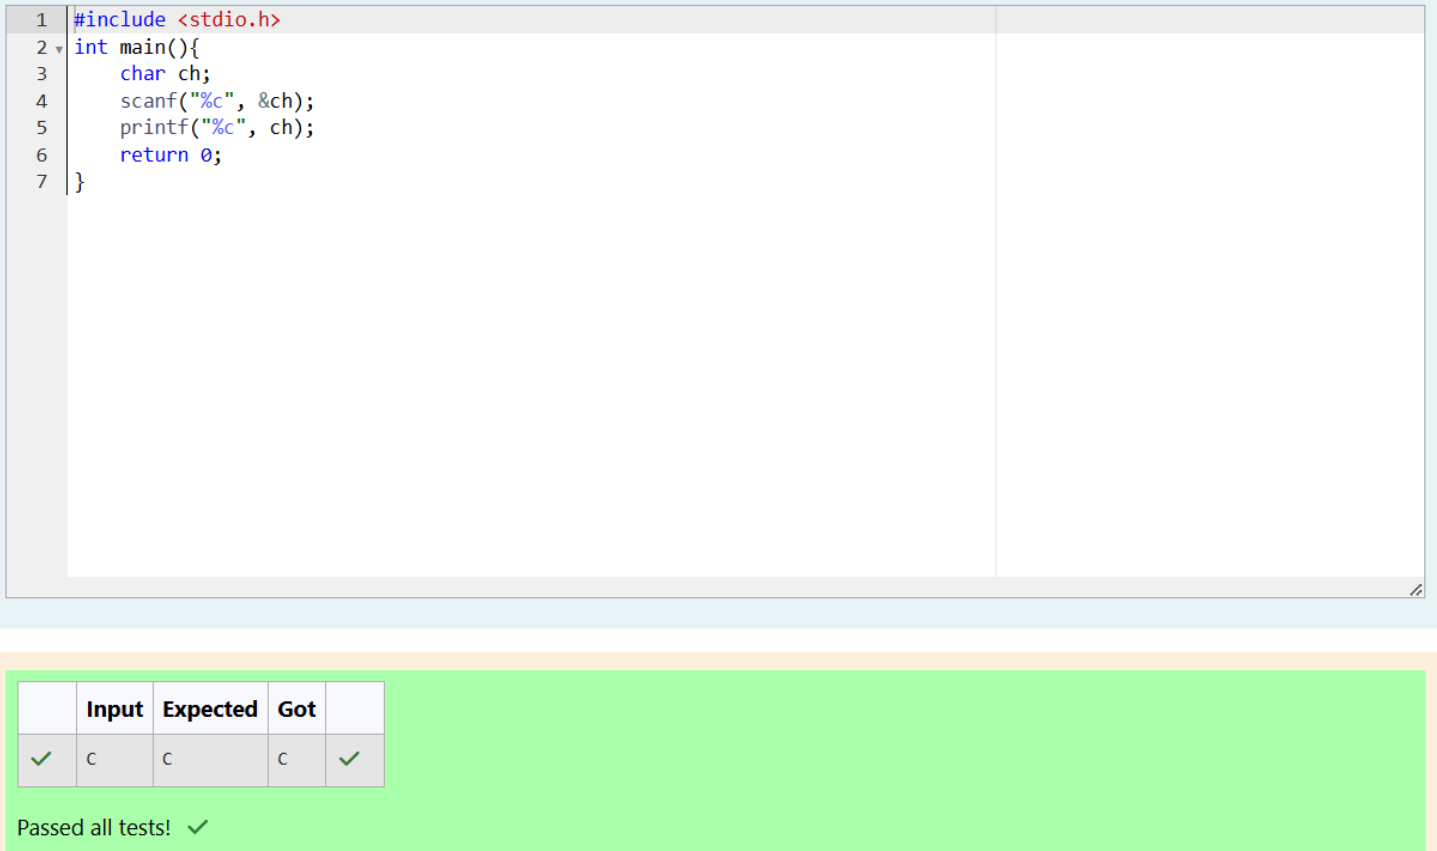 1 #include <stdio.h>
2 int main(){
3     char ch;
4     scanf("%c", &ch);
5     printf("%c", ch);
6     return 0;
7 }
Input Expected Got
C C C
Passed all tests!